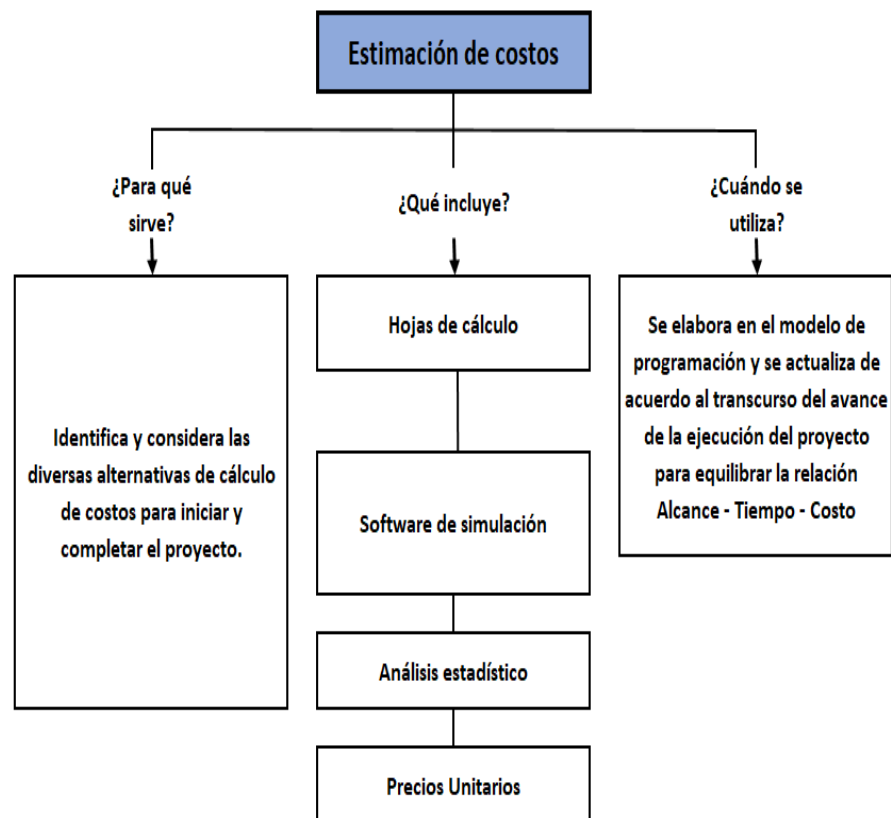 Estimación de costos
¿Para qué
sirve?
Identifica y considera las
diversas alternativas de cálculo
de costos para iniciar y
completar el proyecto.
¿Qué incluye?
Hojas de cálculo
Software de simulación
Análisis estadístico
Precios Unitarios
¿Cuándo se
utiliza?
Se elabora en el modelo de
programación y se actualiza de
acuerdo al transcurso del avance
de la ejecución del proyecto
para equilibrar la relación
Alcance - Tiempo - Costo